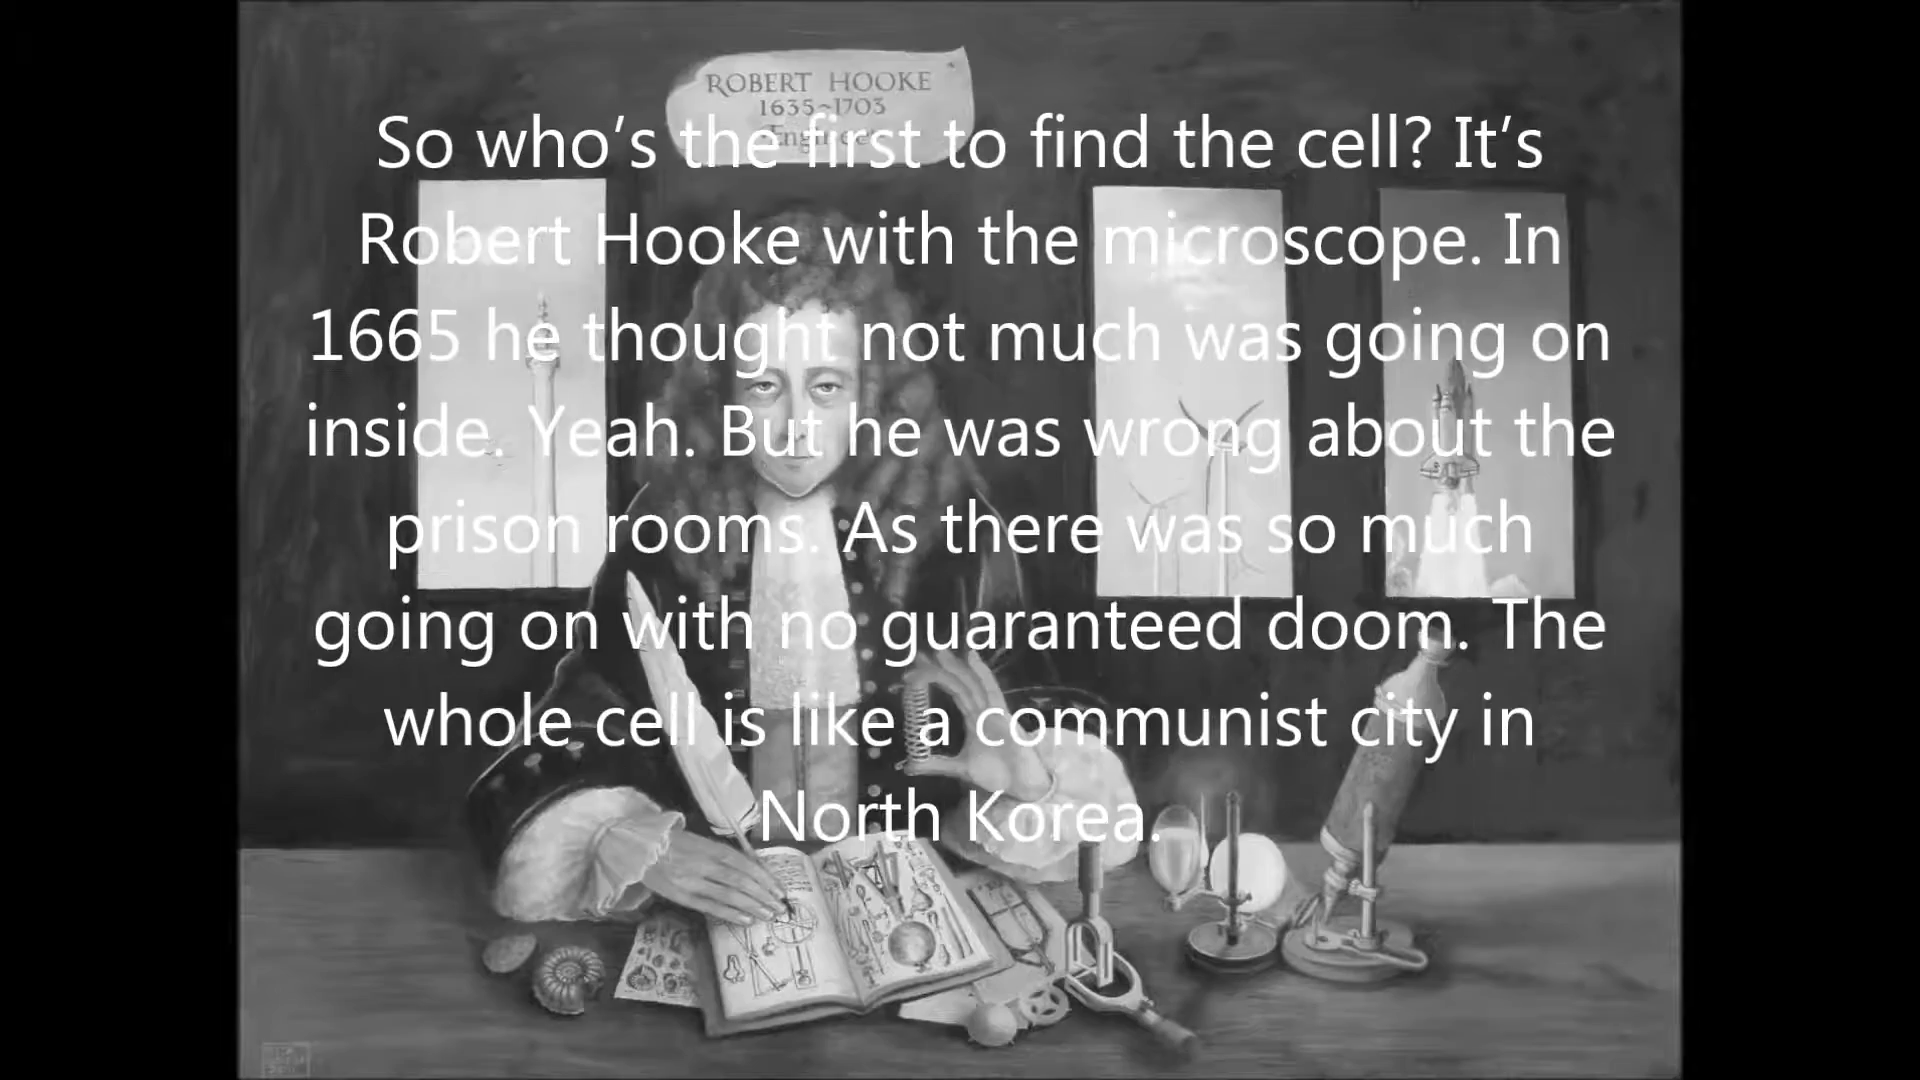 ROBERT HOOKE
1635~1703
Engineer
So who’s the first to find the cell? It’s
Robert Hooke with the microscope. In
1665 he thought not much was going on
inside. Yeah. But he was wrong about the
prison rooms. As there was so much
going on with no guaranteed doom. The
whole cell is like a communist city in
North Korea.